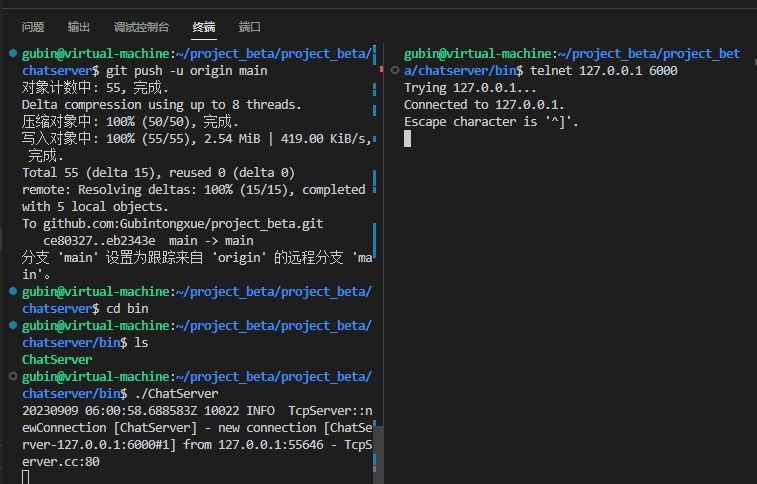 问题 输出 调试控制台 终端 端口
gubin@virtual-machine:~/project_beta/project_beta/
chatserver$ git push -u origin main
对象计数中: 55, 完成.
Delta compression using up to 8 threads.
压缩对象中: 100% (50/50), 完成.
写入对象中: 100% (55/55), 2.54 MiB | 419.00 KiB/s,
 完成.
Total 55 (delta 15), reused 0 (delta 0)
remote: Resolving deltas: 100% (15/15), completed
with 5 local objects.
To github.com:Gubintongxue/project_beta.git
   ce80327..eb2343e  main -> main
分支 'main' 设置为跟踪来自 'origin' 的远程分支 'ma
in'。
gubin@virtual-machine:~/project_beta/project_beta/
chatserver$ cd bin
gubin@virtual-machine:~/project_beta/project_beta/
chatserver/bin$ ls
ChatServer
gubin@virtual-machine:~/project_beta/project_beta/
chatserver/bin$ ./ChatServer
20230909 06:00:58.688583Z 10022 INFO  TcpServer::n
ewConnection [ChatServer] - new connection [ChatSe
rver-127.0.0.1:6000#1] from 127.0.0.1:55646 - TcpS
erver.cc:80
gubin@virtual-machine:~/project_beta/project_bet
a/chatserver/bin$ telnet 127.0.0.1 6000
Trying 127.0.0.1...
Connected to 127.0.0.1.
Escape character is '^]'.